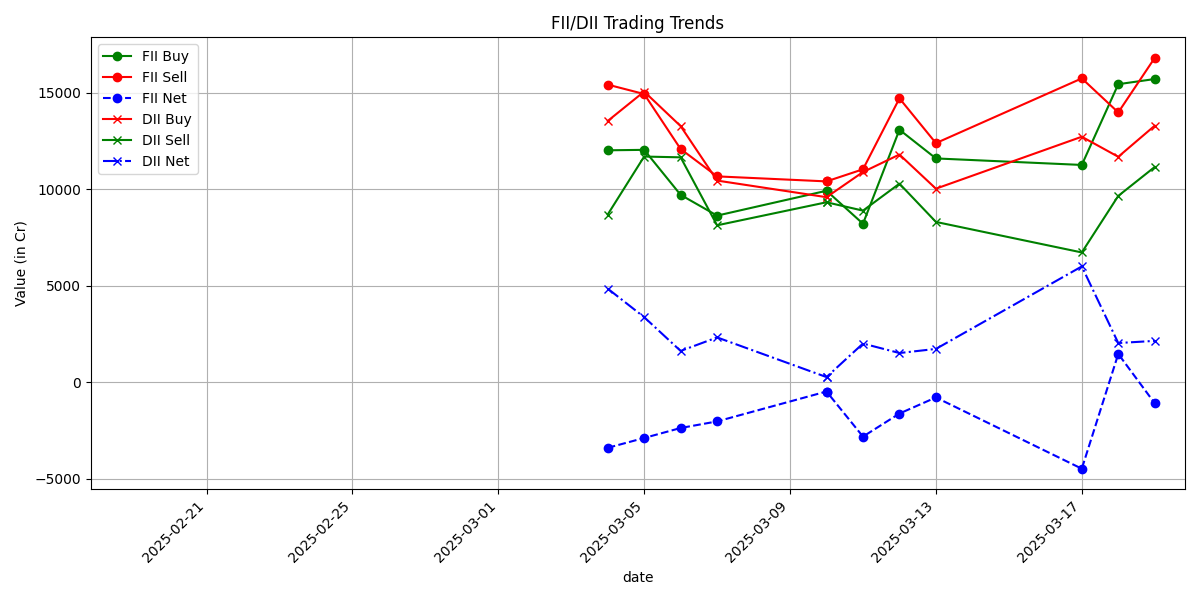 FII/DII Trading Trends
FII Buy
FII Sell
FII Net
DII Buy
DII Sell
DII Net
15000
10000
5000
0
−5000
Value (in Cr)
2025-02-21
2025-02-25
2025-03-01
2025-03-05
2025-03-09
2025-03-13
2025-03-17
date